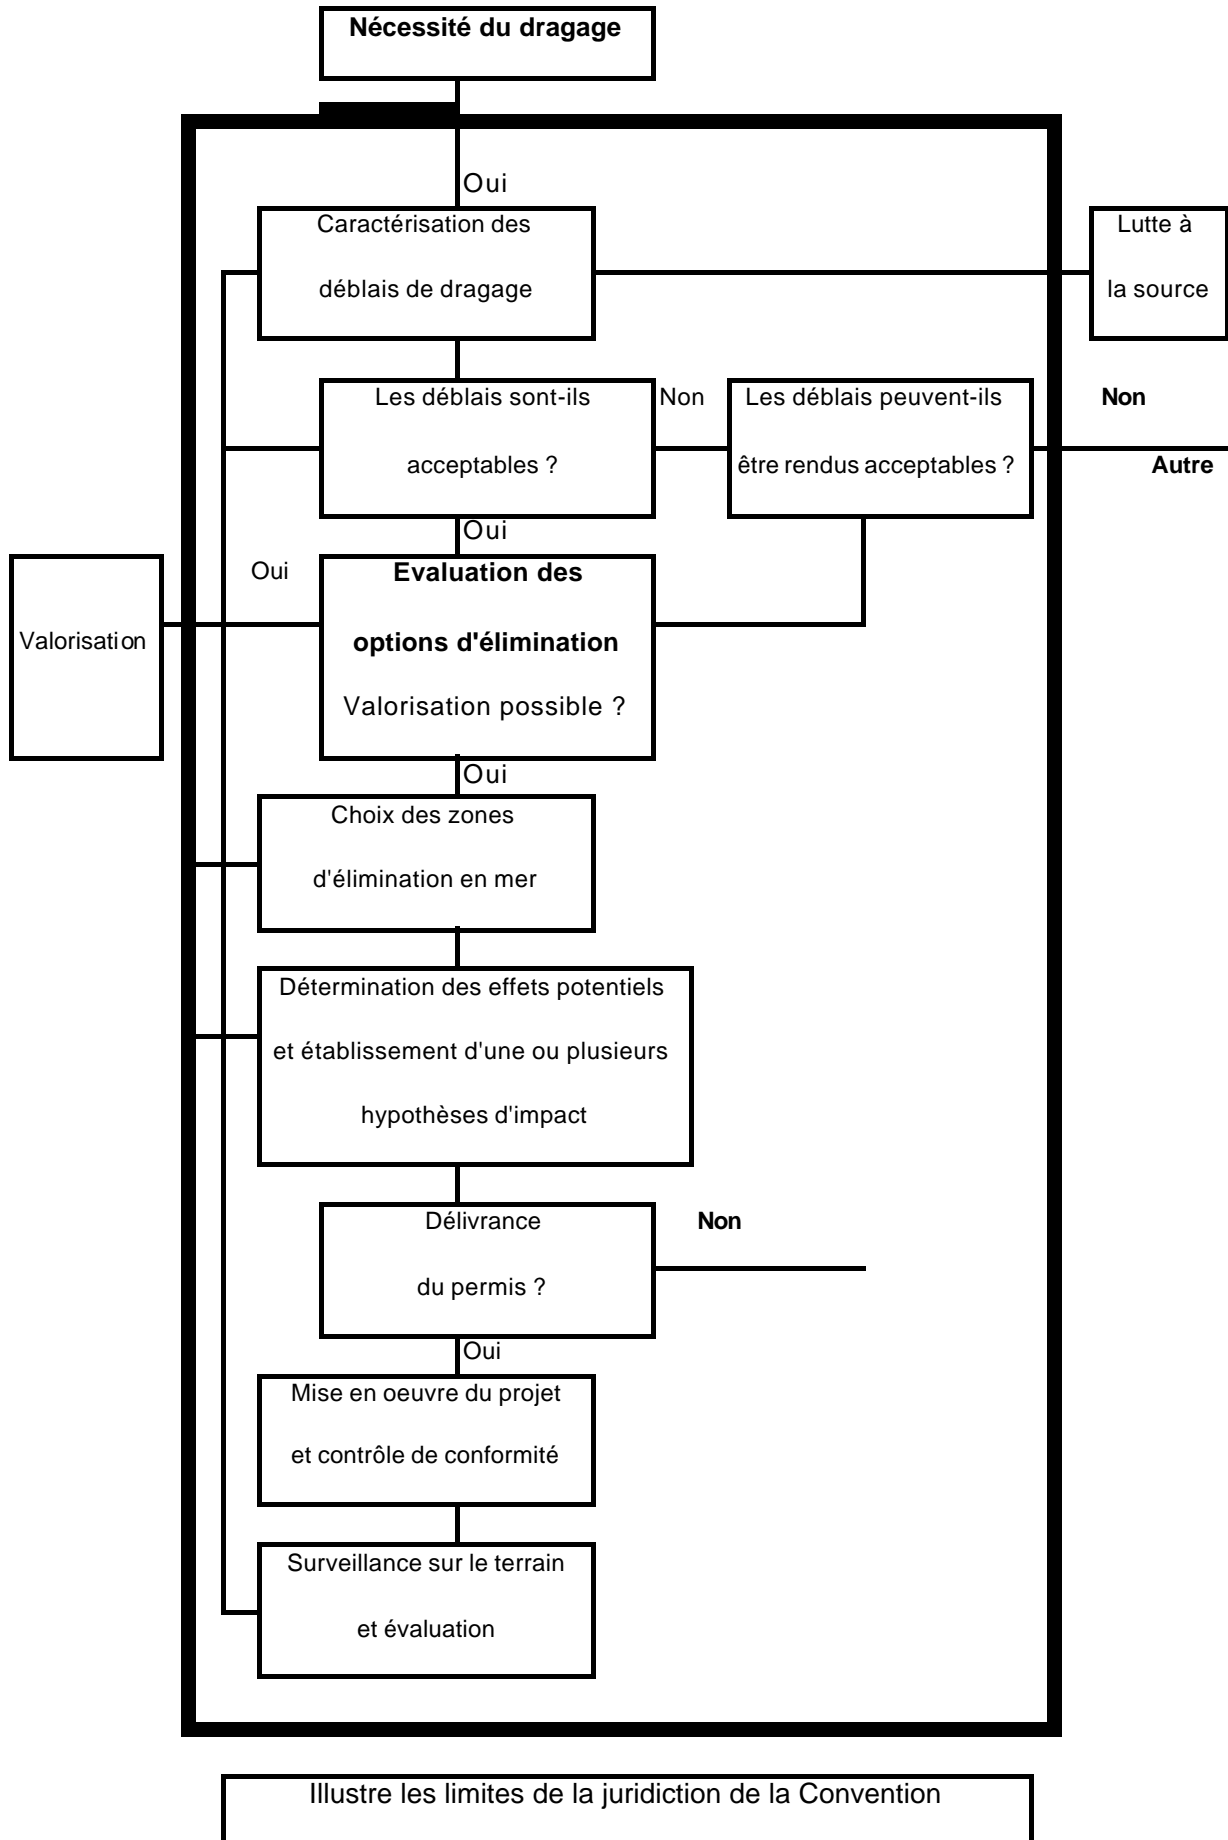 Nécessité du dragage
Oui
Caractérisation des
déblais de dragage
Lutte à
la source
Les déblais sont-ils
acceptables ?
Non
Les déblais peuvent-ils
être rendus acceptables ?
Non
Autre
Oui
Valorisation
Oui
Evaluation des
options d'élimination
Valorisation possible ?
Oui
Choix des zones
d'élimination en mer
Détermination des effets potentiels
et établissement d'une ou plusieurs
hypothèses d'impact
Délivrance
du permis ?
Non
Oui
Mise en oeuvre du projet
et contrôle de conformité
Surveillance sur le terrain
et évaluation
Illustre les limites de la juridiction de la Convention